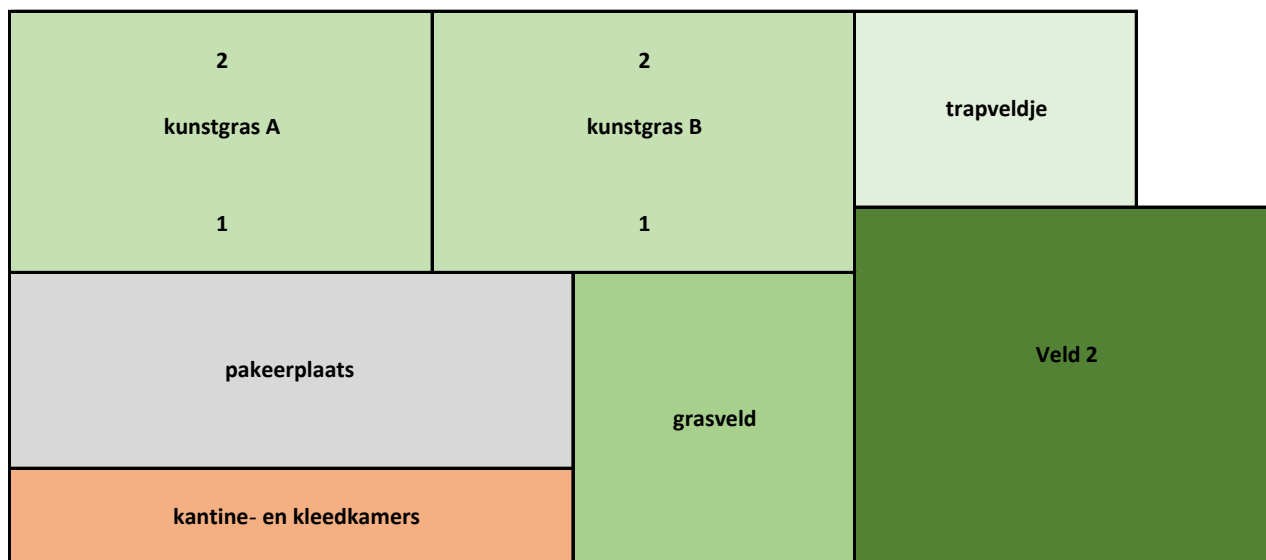 2
kunstgras A
1
2
kunstgras B
1
trapveldje
pakeerplaats
grasveld
Veld 2
kantine- en kleedkamers